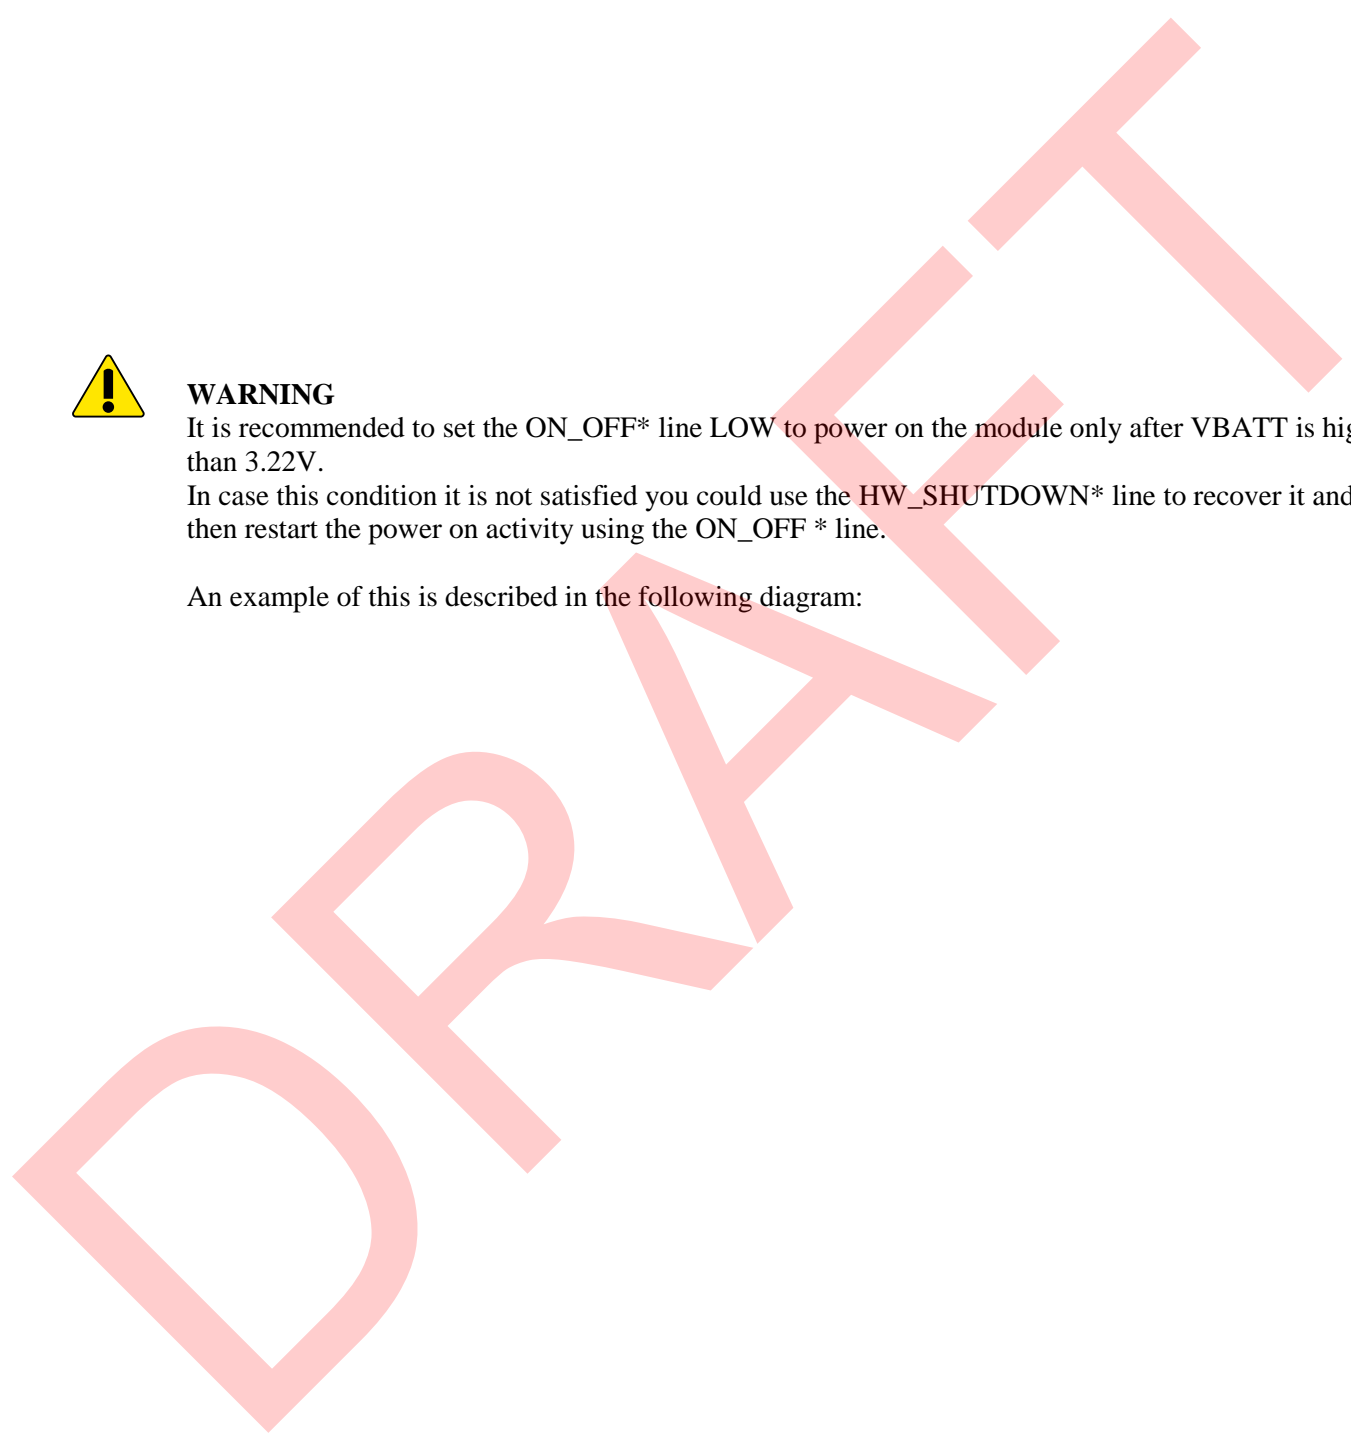 WARNING
It is recommended to set the ON_OFF* line LOW to power on the module only after VBATT is
than 3.22V.
In case this condition it is not satisfied you could use the HW_SHUTDOWN* line to recover it and
then restart the power on activity using the ON_OFF * line.
An example of this is described in the following diagram:
DRAFT